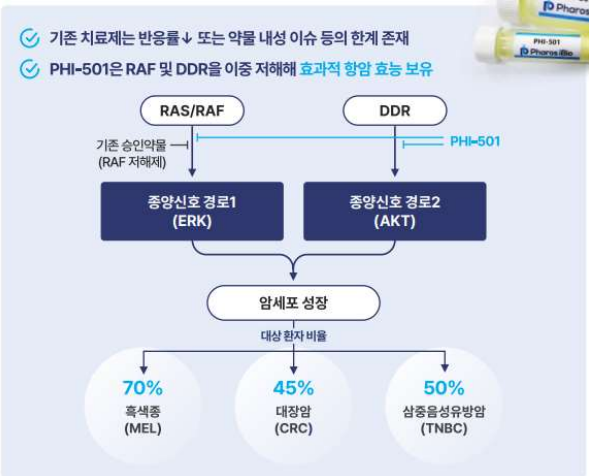 Pharos
PHI-501
Pharos iBio
기존 치료제는 반응률↓ 또는 약물 내성 이슈 등의 한계 존재
PHI-501은 RAF 및 DDR을 이중 저해해 효과적 항암 효능 보유
RAS/RAF
DDR
기존 승인약물
(RAF 저해제)
PHI-501
종양신호 경로1
(ERK)
종양신호 경로2
(AKT)
암세포 성장
대상 환자 비율
70%
흑색종
(MEL)
45%
대장암
(CRC)
50%
삼중음성유방암
(TNBC)